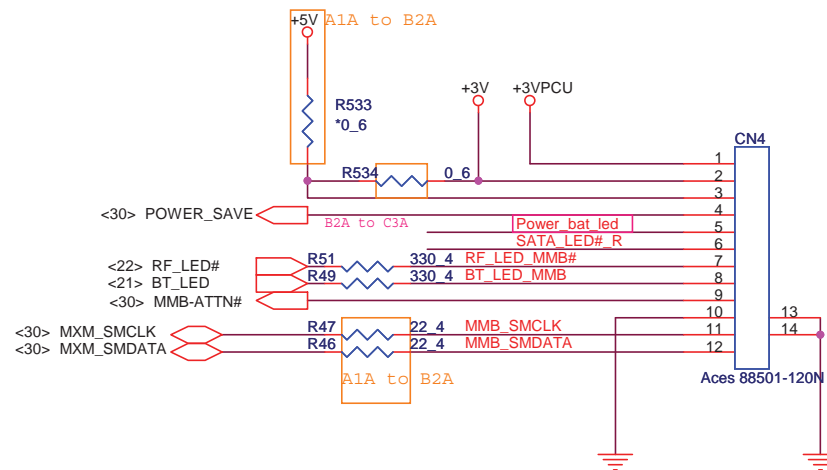 +5V A1A to B2A
+3V +3VPCU
R533
*0_6
CN4
1
R534 0_6 2
3
<30> POWER_SAVE 4
B2A to C3A Power_bat_led 5
SATA_LED#_R 6
<22> RF_LED# R51 330_4 RF_LED_MMB# 7
<21> BT_LED R49 330_4 BT_LED_MMB 8
<30> MMB-ATTN# 9
10 13
<30> MXM_SMCLK R47 22_4 MMB_SMCLK 11 14
<30> MXM_SMDATA R46 22_4 MMB_SMDATA 12
A1A to B2A
Aces 88501-120N